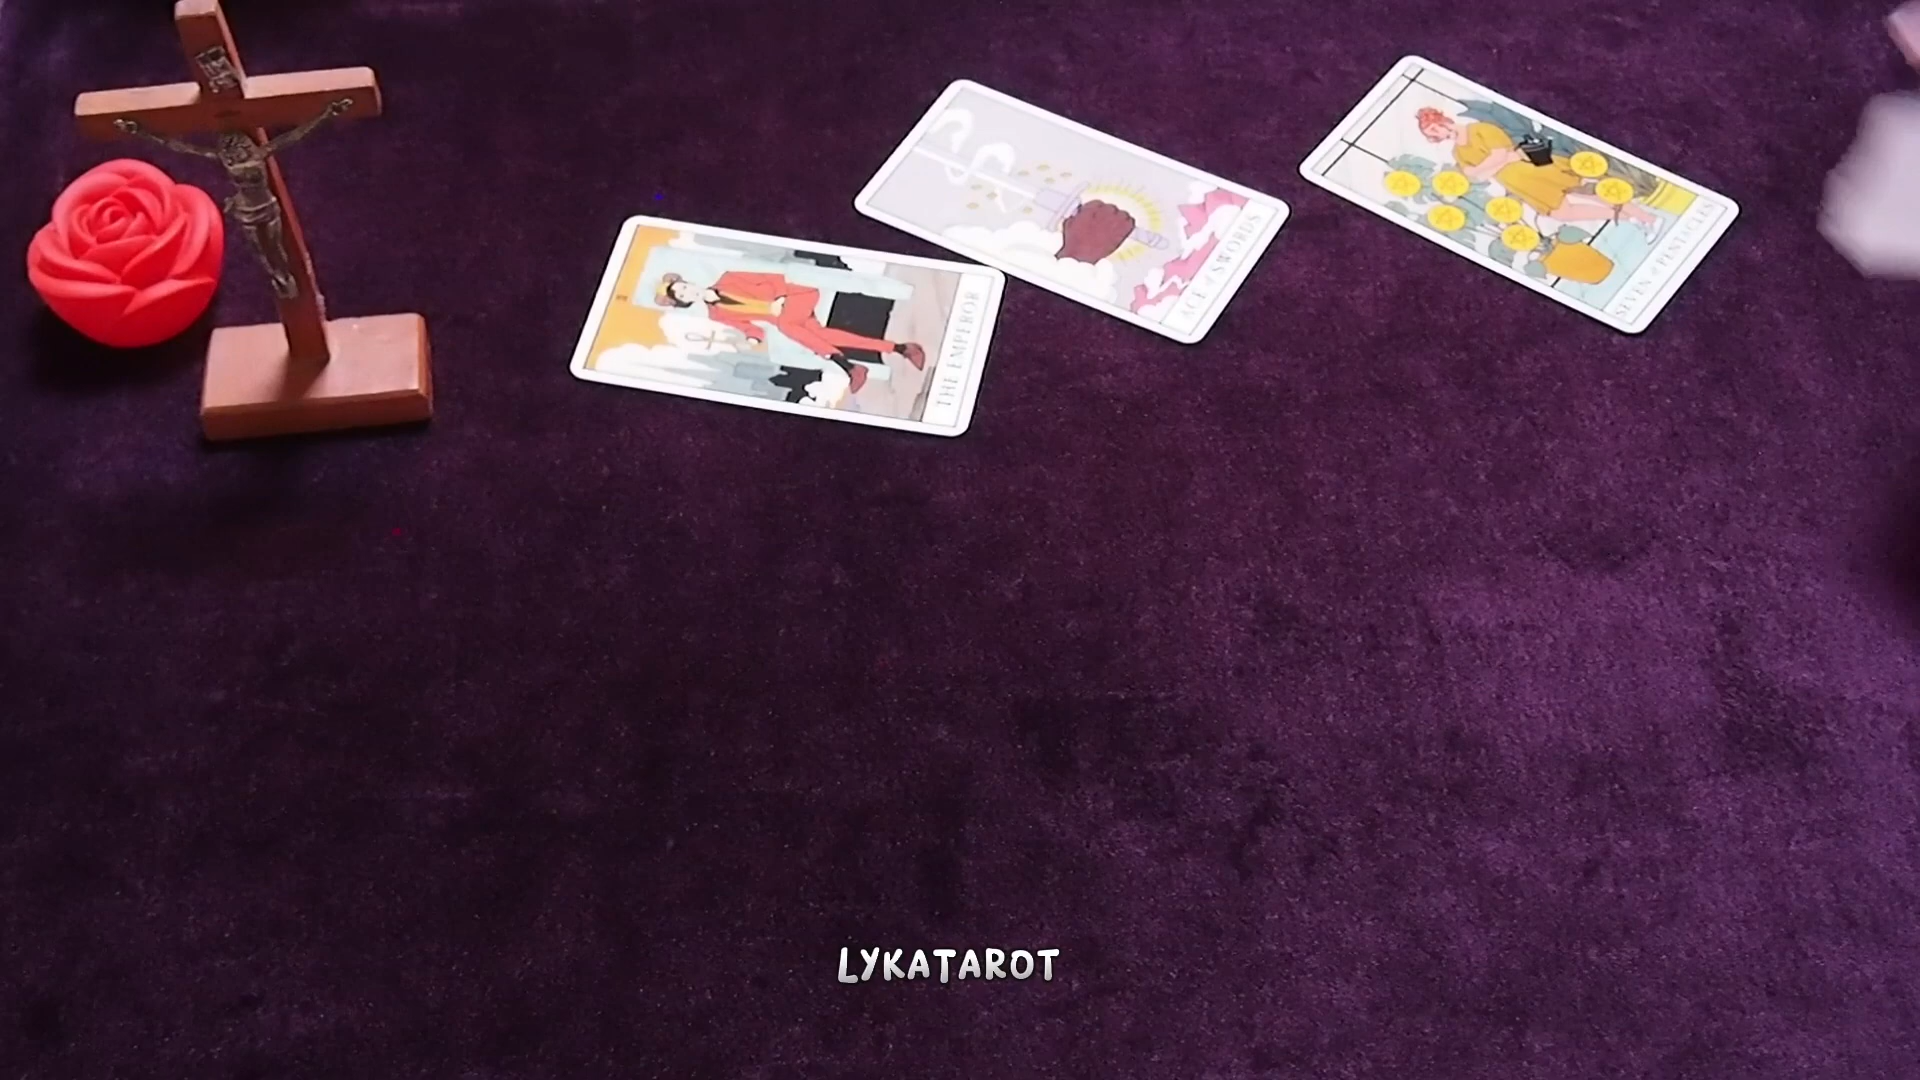 THE EMPEROR
ACE of SWORDS
SEVEN of PENTACLES
LYKATAROT